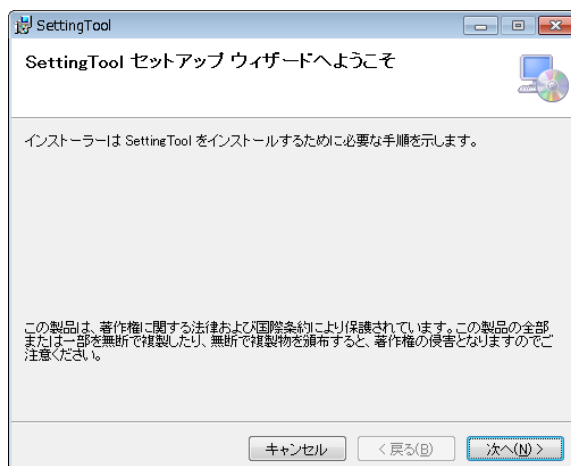 SettingTool
SettingTool セットアップ ウィザードへようこそ
インストーラーは SettingTool をインストールするために必要な手順を示します。
この製品は、著作権に関する法律および国際条約により保護されています。この製品の全部
または一部を無断で複製したり、無断で複製物を頒布すると、著作権の侵害となりますのでご
注意ください。
キャンセル
< 戻る(B)
次へ(N) >